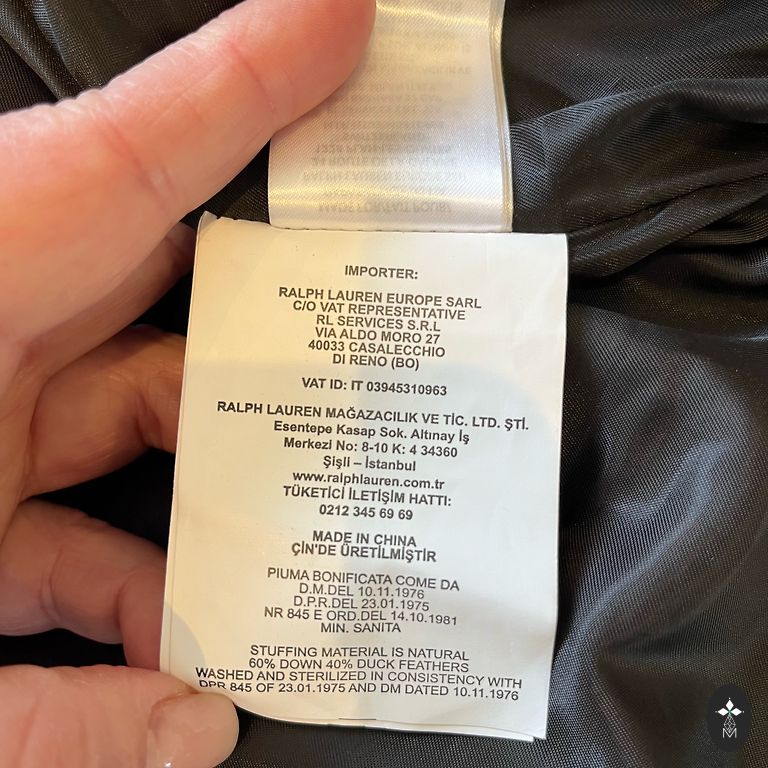 IMPORTER:
RALPH LAUREN EUROPE SARL
C/O VAT REPRESENTATIVE
RL SERVICES S.R.L
VIA ALDO MORO 27
40033 CASALECCHIO
DI RENO (BO)
VAT ID: IT 03945310963
RALPH LAUREN MAĞAZACILIK VE TİC. LTD. ŞTİ.
Esentepe Kasap Sok. Altınay İş
Merkezi No: 8-10 K: 4 34360
Şişli – İstanbul
www.ralphlauren.com.tr
TÜKETİCİ İLETİŞİM HATTI:
0212 345 69 69
MADE IN CHINA
ÇİN'DE ÜRETİLMİŞTİR
PIUMA BONIFICATA COME DA
D.M.DEL 10.11.1976
D.P.R.DEL 23.01.1975
NR 845 E ORD.DEL 14.10.1981
MIN. SANITA
STUFFING MATERIAL IS NATURAL
60% DOWN 40% DUCK FEATHERS
WASHED AND STERILIZED IN CONSISTENCY WITH
DPR 845 OF 23.01.1975 AND DM DATED 10.11.1976